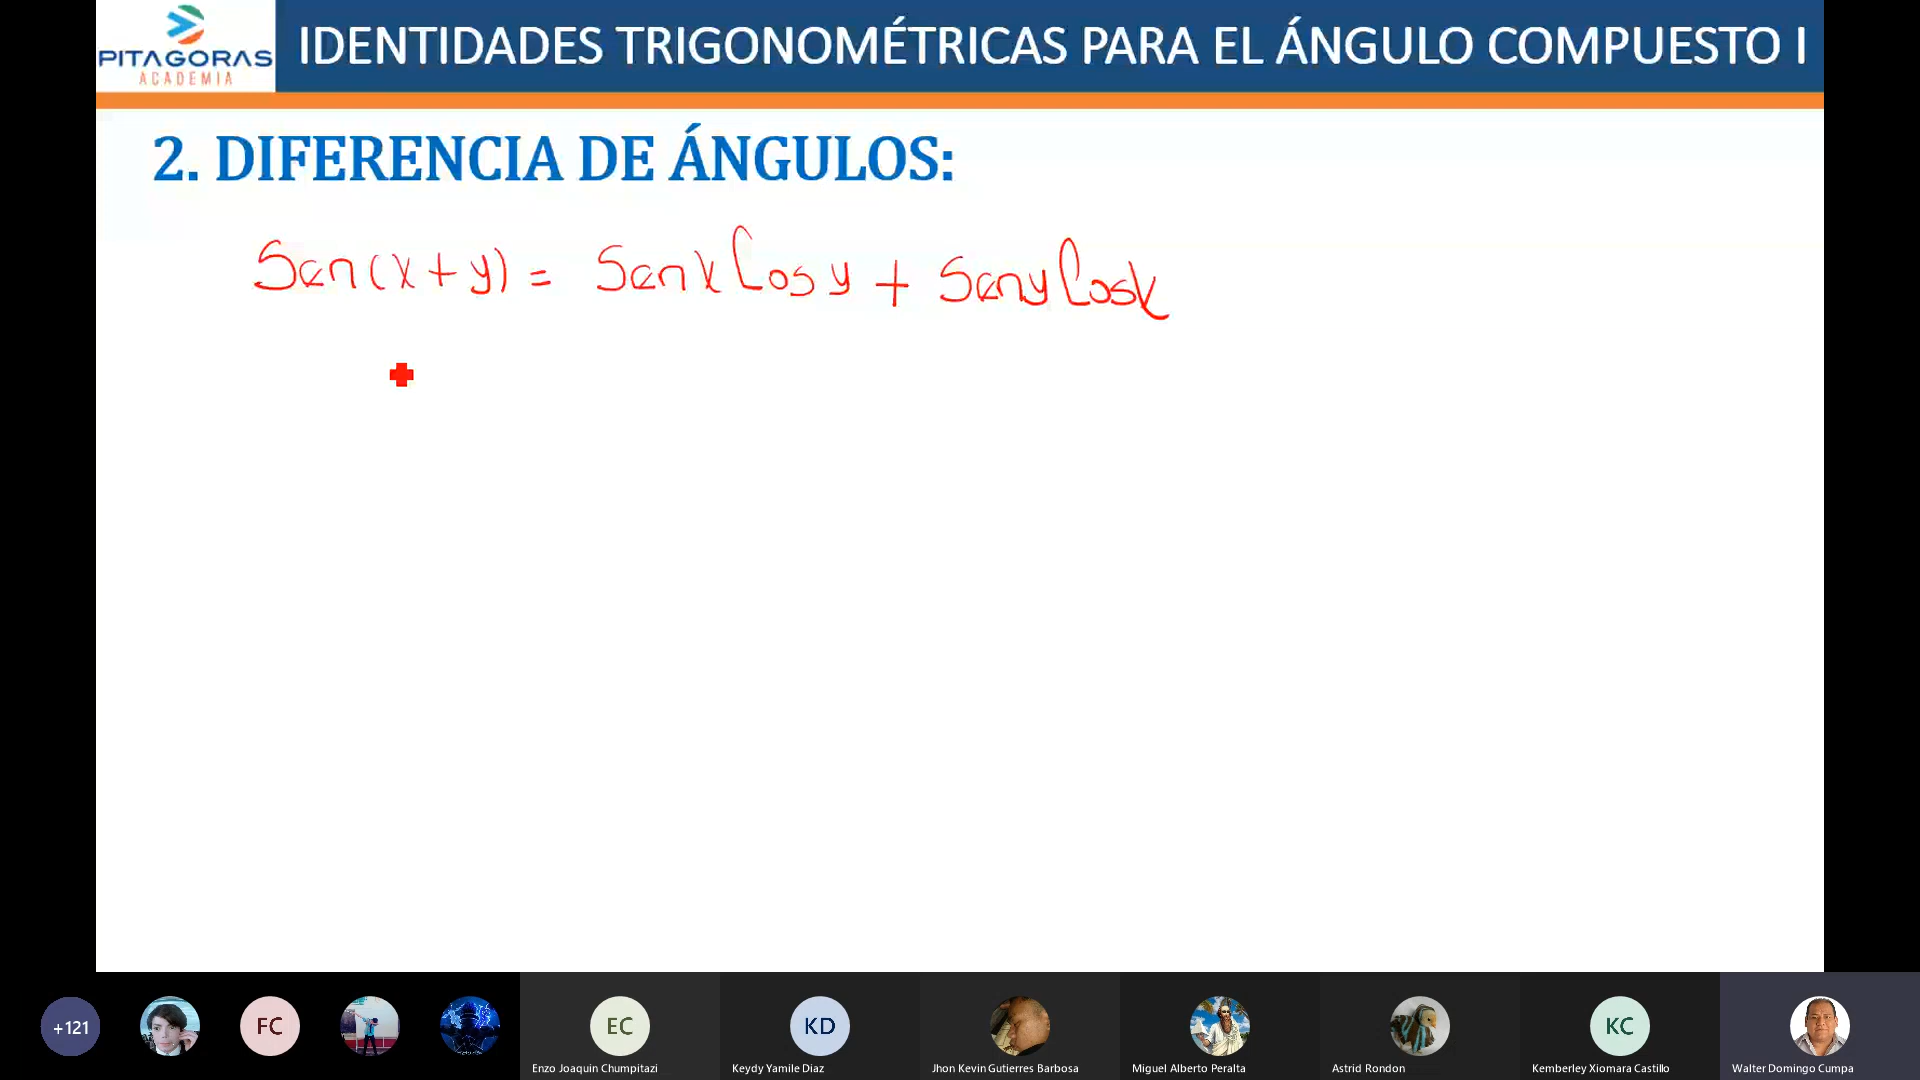 PITAGORAS
ACADEMIA
IDENTIDADES TRIGONOMÉTRICAS PARA EL ÁNGULO COMPUESTO I
2. DIFERENCIA DE ÁNGULOS:
Sen(x+y) = Senx Cos y + Seny Cosx
+121
FC
EC
KD
KC
Enzo Joaquin Chumpitazi
Keydy Yamile Diaz
Jhon Kevin Gutierres Barbosa
Miguel Alberto Peralta
Astrid Rondon
Kemberley Xiomara Castillo
Walter Domingo Cumpa